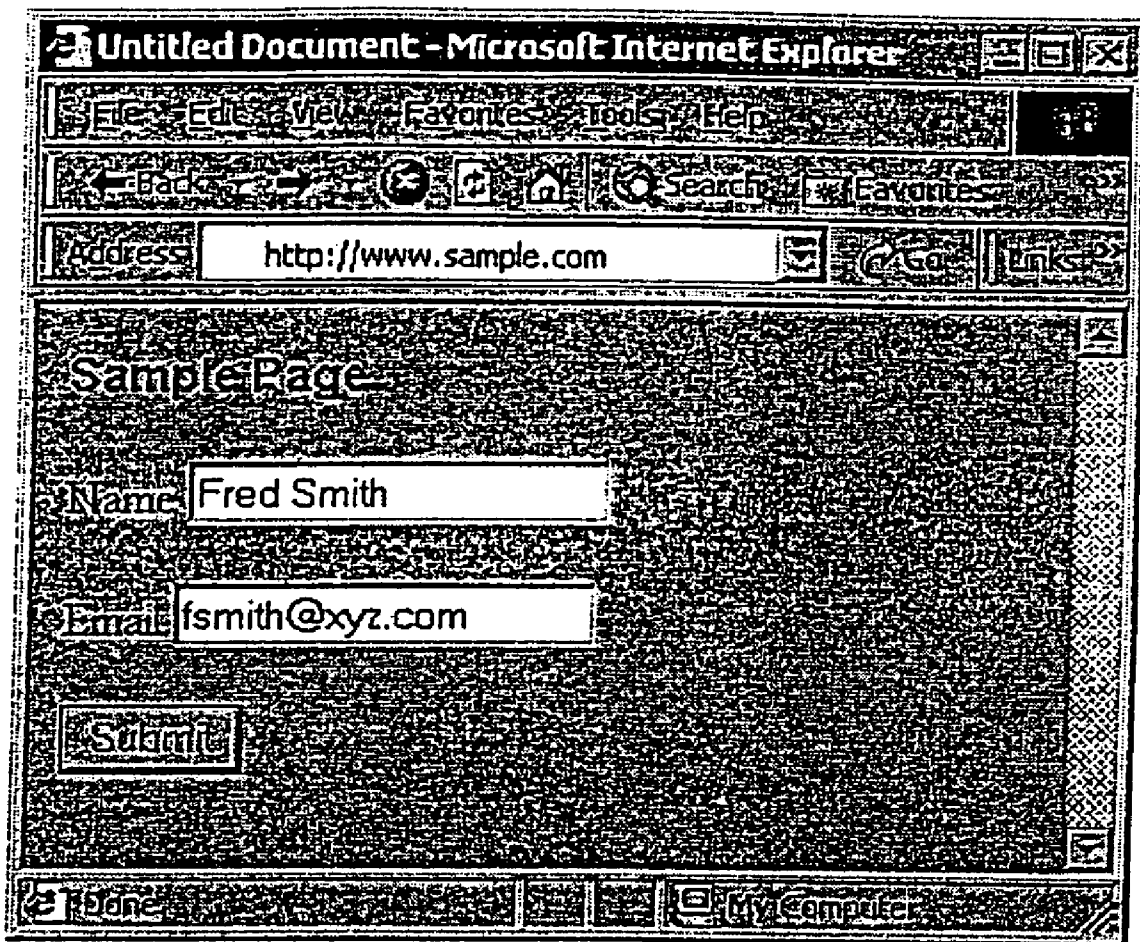 Untitled Document - Microsoft Internet Explorer
File Edit View Favorites Tools Help
Back Search Favorites
Address http://www.sample.com Go Links
Sample Page
Name Fred Smith
Email fsmith@xyz.com
Submit
Done My Computer